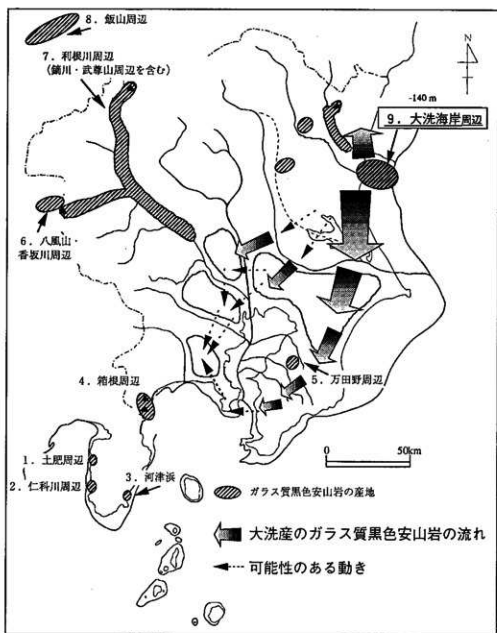 8. 飯山周辺
7. 利根川周辺
(鏑川・武尊山周辺を含む)
N
-140 m
9. 大洗海岸周辺
6. 八風山・
香坂川周辺
4. 箱根周辺
5. 万田野周辺
1. 土肥周辺
2. 仁科川周辺
3. 河津浜
0
50km
ガラス質黒色安山岩の産地
大洗産のガラス質黒色安山岩の流れ
可能性のある動き